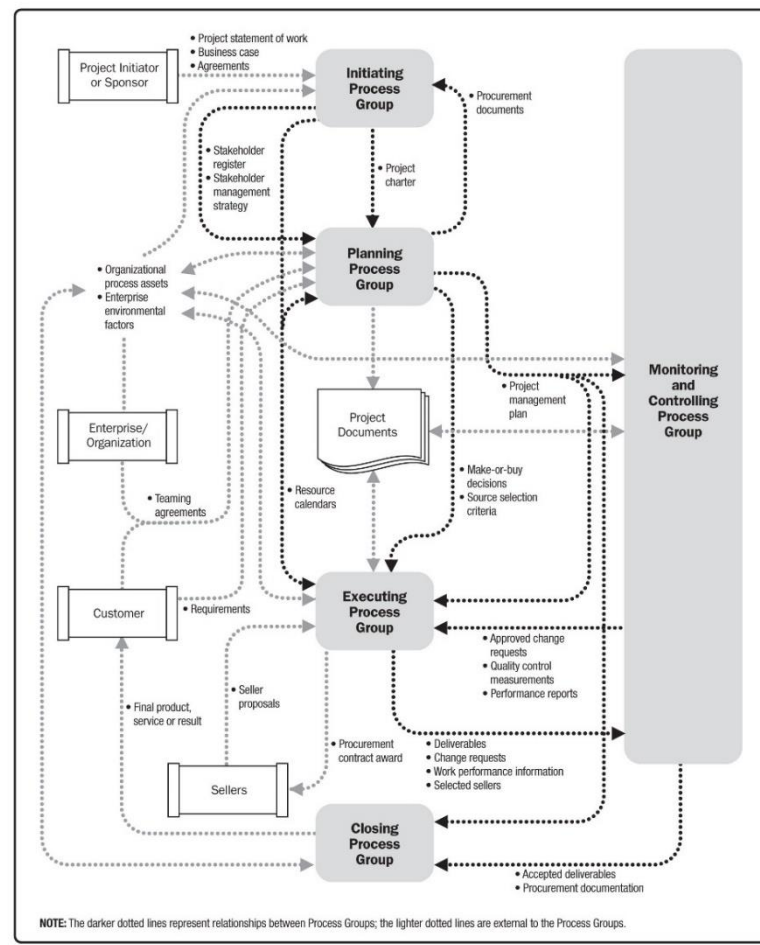 • Project statement of work
• Business case
• Agreements
Project Initiator
or Sponsor
Initiating
Process
Group
• Procurement
documents
• Stakeholder
register
• Stakeholder
management
strategy
• Project
charter
Planning
Process
Group
• Organizational
process assets
• Enterprise
environmental
factors
Monitoring
and
Controlling
Process
Group
• Project
management
plan
Enterprise/
Organization
Project
Documents
• Teaming
agreements
• Resource
calendars
• Make-or-buy
decisions
• Source selection
criteria
Customer
• Requirements
Executing
Process
Group
• Approved change
requests
• Quality control
measurements
• Performance reports
• Final product,
service or result
• Seller
proposals
• Procurement
contract award
• Deliverables
• Change requests
• Work performance information
• Selected sellers
Sellers
Closing
Process
Group
• Accepted deliverables
• Procurement documentation
NOTE: The darker dotted lines represent relationships between Process Groups; the lighter dotted lines are external to the Process Groups.